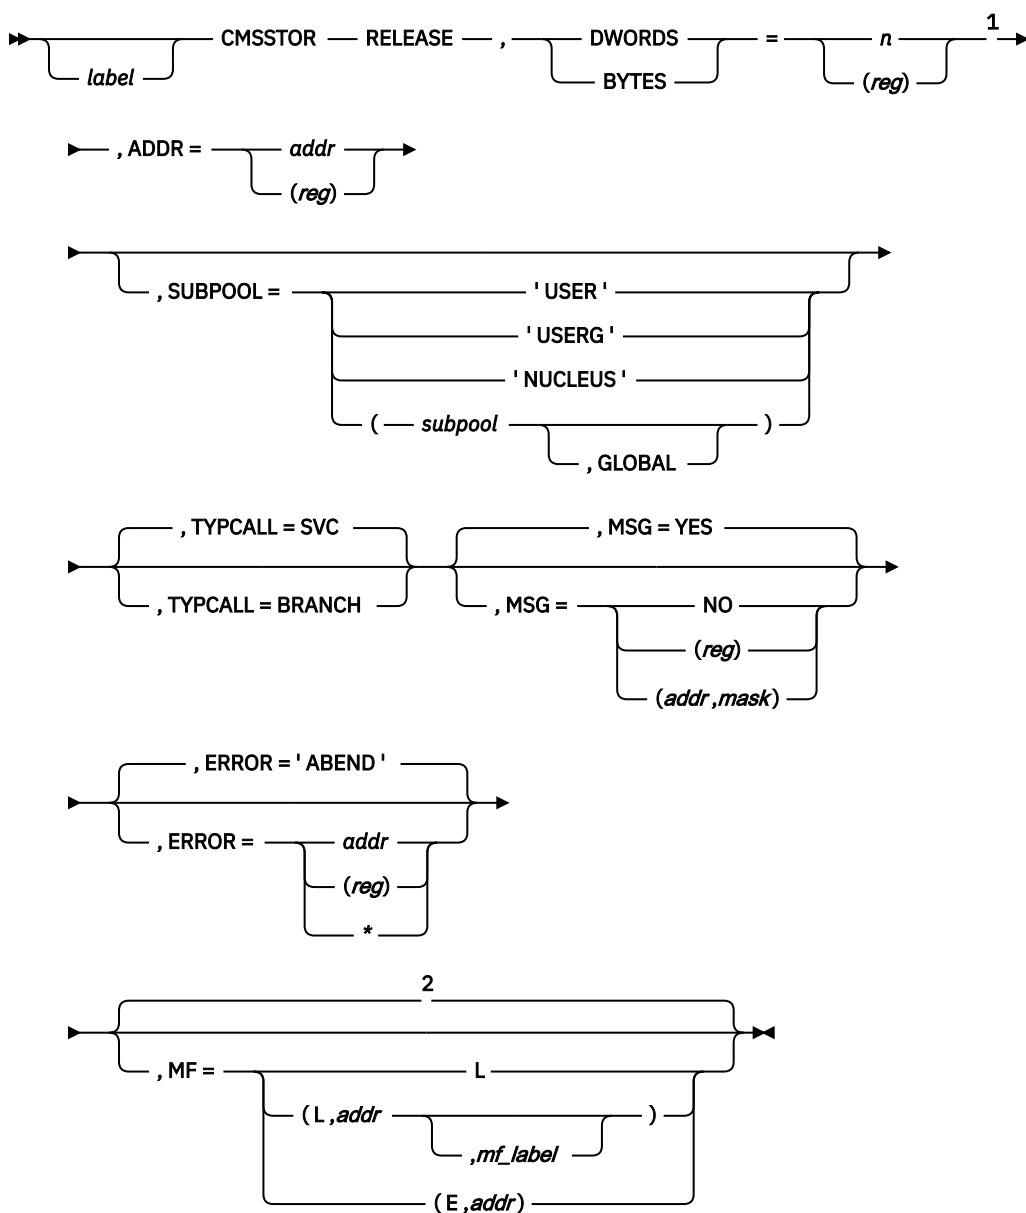 1
CMSSTOR RELEASE , DWORDS = n
label BYTES (reg)
, ADDR = addr
(reg)
, SUBPOOL = ' USER '
' USERG '
' NUCLEUS '
( subpool )
, GLOBAL
, TYPCALL = SVC , MSG = YES
, TYPCALL = BRANCH , MSG = NO
(reg)
(addr ,mask)
, ERROR = ' ABEND '
, ERROR = addr
(reg)
*
2
, MF = L
( L ,addr )
,mf_label
( E ,addr)